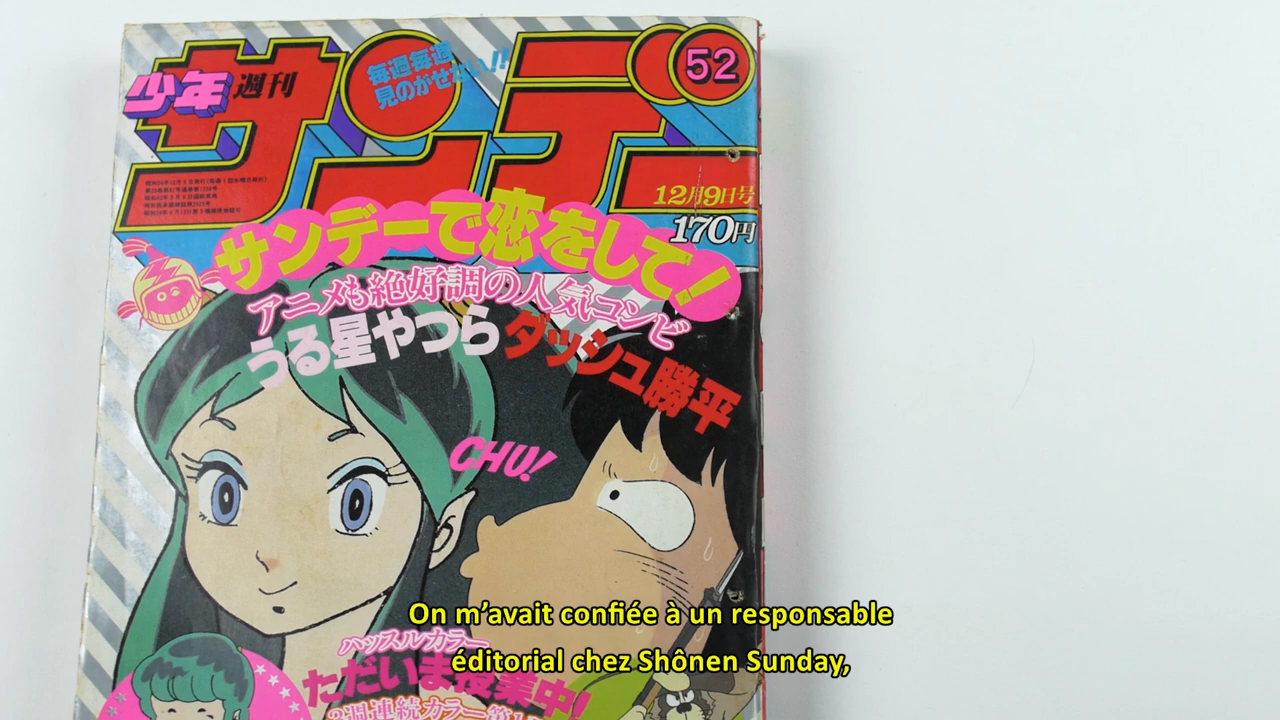 少年
週刊
サンデー
毎週毎週
見のがせない!!
52
12月9日号
170円
サンデーで恋をして!
アニメも絶好調の人気コンビ
うる星やつら ダッシュ勝平
CHU!
On m'avait confiée à un responsable
éditorial chez Shônen Sunday,
ハッスルカラー
ただいま授業中!